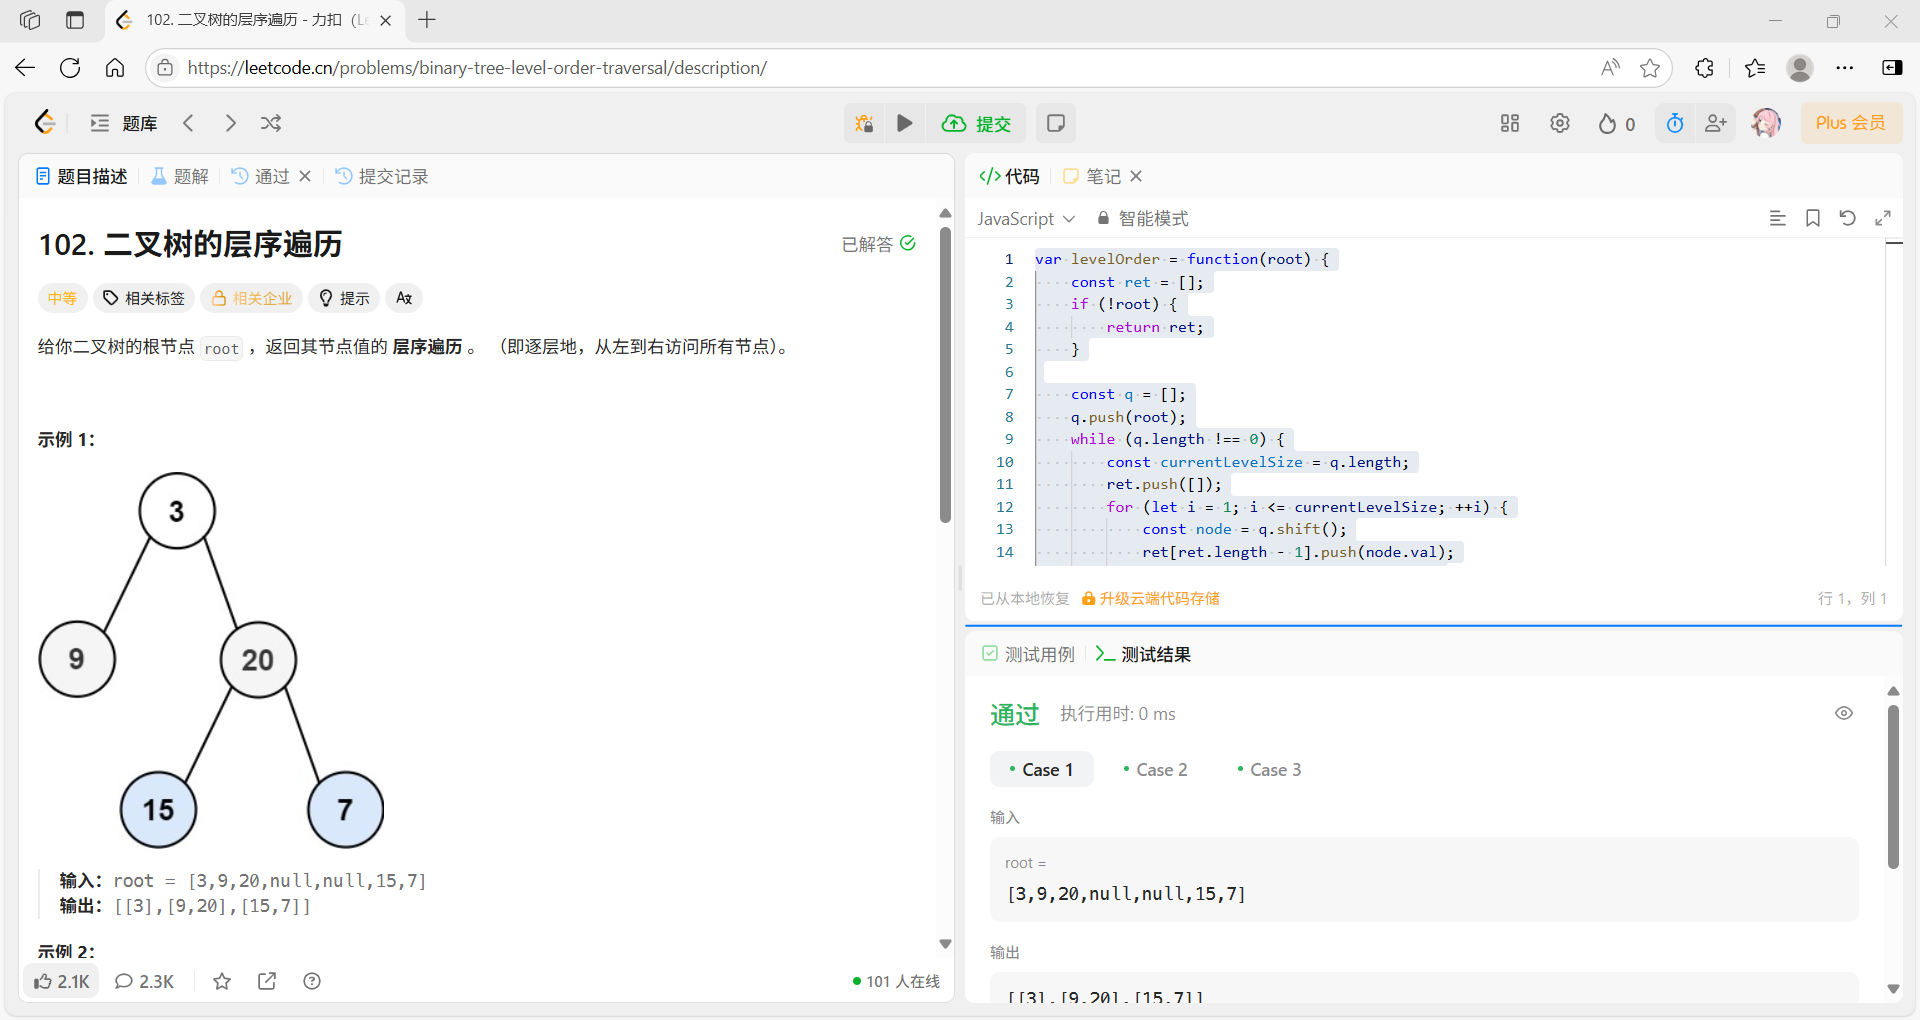 102. 二叉树的层序遍历 - 力扣（L
https://leetcode.cn/problems/binary-tree-level-order-traversal/description/
题库
提交
0
Plus 会员
题目描述
题解
通过
提交记录
102. 二叉树的层序遍历
已解答
中等
相关标签
相关企业
提示
给你二叉树的根节点 root ，返回其节点值的 层序遍历 。 （即逐层地，从左到右访问所有节点）。
示例 1：
3
9
20
15
7
输入：root = [3,9,20,null,null,15,7]
输出：[[3],[9,20],[15,7]]
示例 2：
2.1K
2.3K
101 人在线
</> 代码
笔记
JavaScript
智能模式
1 var levelOrder = function(root) {
2 const ret = [];
3 if (!root) {
4 return ret;
5 }
6
7 const q = [];
8 q.push(root);
9 while (q.length !== 0) {
10 const currentLevelSize = q.length;
11 ret.push([]);
12 for (let i = 1; i <= currentLevelSize; ++i) {
13 const node = q.shift();
14 ret[ret.length - 1].push(node.val);
已从本地恢复
升级云端代码存储
行 1，列 1
测试用例
测试结果
通过
执行用时: 0 ms
Case 1
Case 2
Case 3
输入
root =
[3,9,20,null,null,15,7]
输出
[[3],[9,20],[15,7]]